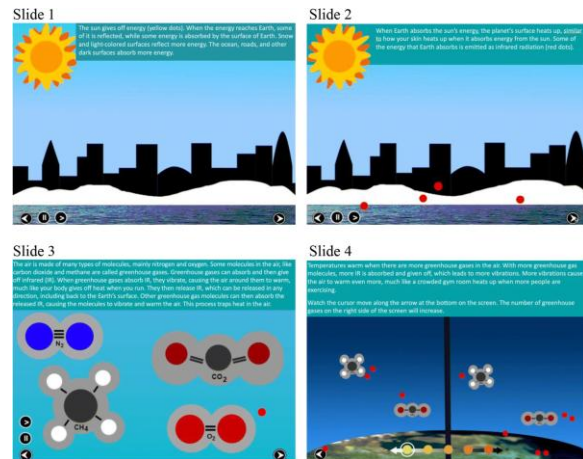 Slide 1
The sun gives off energy (yellow dots). When the energy reaches Earth, some
of it is reflected, while some energy is absorbed by the surface of Earth. Snow
and light-colored surfaces reflect more energy. The ocean, roads, and other
dark surfaces absorb more energy.
Slide 2
When Earth absorbs the sun's energy, the planet's surface heats up, similar
to how your skin heats up when it absorbs energy from the sun. Some of
the energy that Earth absorbs is emitted as infrared radiation (red dots).
Slide 3
The air is made of many types of molecules, mainly nitrogen and oxygen. Some molecules in the air, like
carbon dioxide and methane are called greenhouse gases. Greenhouse gases can absorb and then give
off infrared (IR). When greenhouse gases absorb IR, they vibrate, causing the air around them to warm,
much like your body gives off heat when you run. They then release IR, which can be released in any
direction, including back to the Earth's surface. Other greenhouse gas molecules can then absorb the
released IR, causing the molecules to vibrate and warm the air. This process traps heat in the air.
N2
CO2
CH4
O2
Slide 4
Temperatures warm when there are more greenhouse gases in the air. With more greenhouse gas
molecules, more IR is absorbed and given off, which leads to more vibrations. More vibrations cause
the air to warm even more, much like a crowded gym room heats up when more people are
exercising.
Watch the cursor move along the arrow at the bottom on the screen. The number of greenhouse
gases on the right side of the screen will increase.